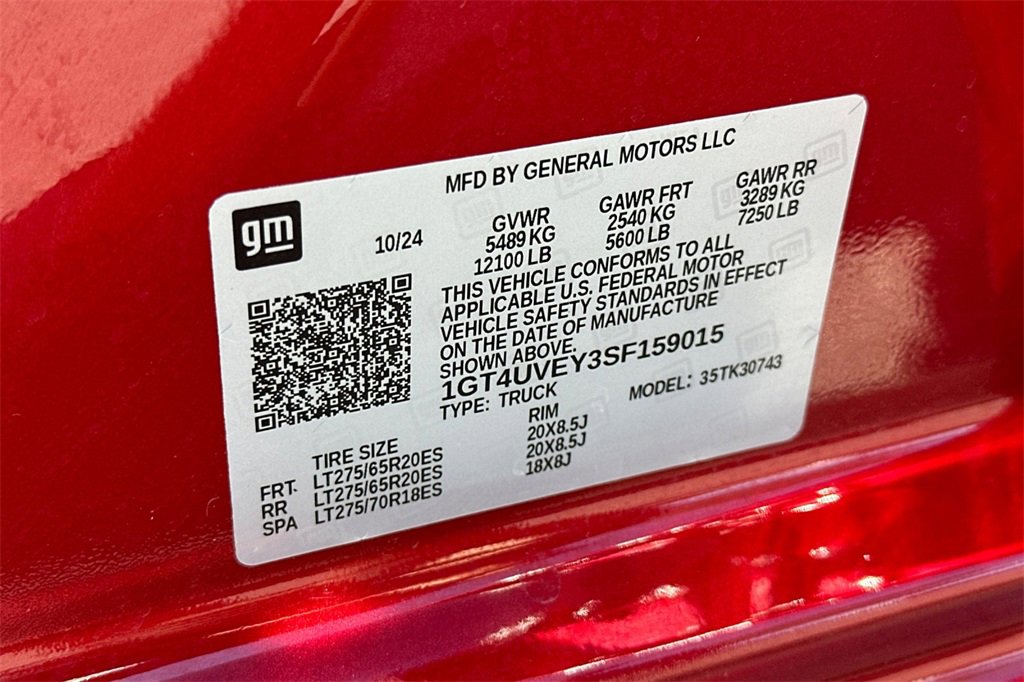 MFD BY GENERAL MOTORS LLC
gm
10/24
GVWR GAWR FRT GAWR RR
5489 KG 2540 KG 3289 KG
12100 LB 5600 LB 7250 LB
THIS VEHICLE CONFORMS TO ALL
APPLICABLE U.S. FEDERAL MOTOR
VEHICLE SAFETY STANDARDS IN EFFECT
ON THE DATE OF MANUFACTURE
SHOWN ABOVE.
1GT4UVEY3SF159015
TYPE: TRUCK MODEL: 35TK30743
TIRE SIZE RIM
FRT LT275/65R20ES 20X8.5J
RR LT275/65R20ES 20X8.5J
SPA LT275/70R18ES 18X8J